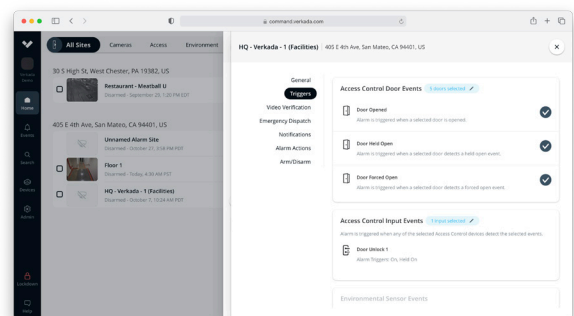 command.verkada.com
All Sites
Cameras
Access
Environment
HQ - Verkada - 1 (Facilities)
405 E 4th Ave, San Mateo, CA 94401, US
30 S High St, West Chester, PA 19382, US
Restaurant - Meatball U
Disarmed - September 29, 1:20 PM EDT
405 E 4th Ave, San Mateo, CA 94401, US
Unnamed Alarm Site
Disarmed - October 21, 3:18 PM PDT
Floor 1
Disarmed - Today, 4:30 AM PDT
HQ - Verkada - 1 (Facilities)
Disarmed - October 7, 10:24 AM PDT
Home
Events
Search
Devices
Admin
Lockdown
Help
General
Triggers
Video Verification
Emergency Dispatch
Notifications
Alarm Actions
Arm/Disarm
Access Control Door Events
doors selected
Door Opened
Alarm is triggered when a selected door is opened.
Door Held Open
Alarm is triggered when a selected door detects a held open event.
Door Forced Open
Alarm is triggered when a selected door detects a forced open event.
Access Control Input Events
1 input selected
Alarm is triggered when any of the selected Access Control devices detect the selected events.
Door Unlock 1
Alarm Triggers: On, Held On
Environmental Sensor Events